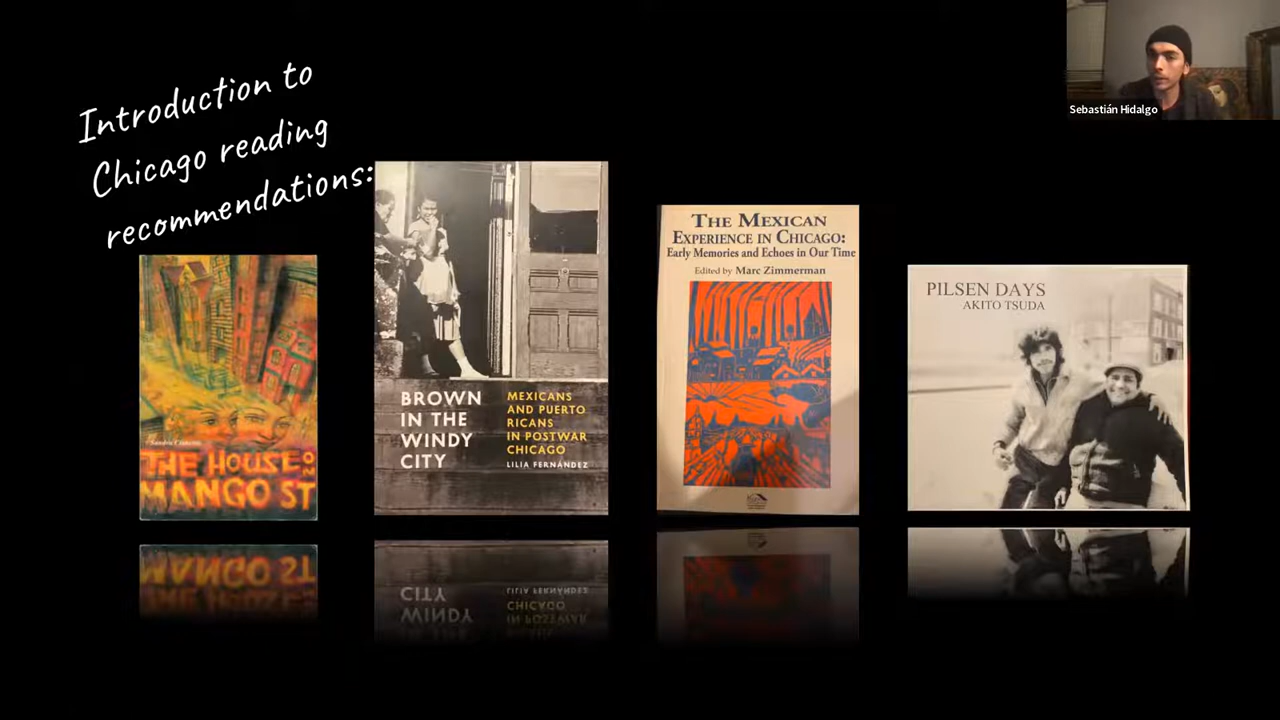 Introduction to
Chicago reading
recommendations:
Sebastián Hidalgo
Sandra Cisneros
THE HOUSE ON
MANGO ST
BROWN
IN THE
WINDY
CITY
MEXICANS
AND PUERTO
RICANS
IN POSTWAR
CHICAGO
LILIA FERNÁNDEZ
THE MEXICAN
EXPERIENCE IN CHICAGO:
Early Memories and Echoes in Our Time
Edited by Marc Zimmerman
PILSEN DAYS
AKITO TSUDA